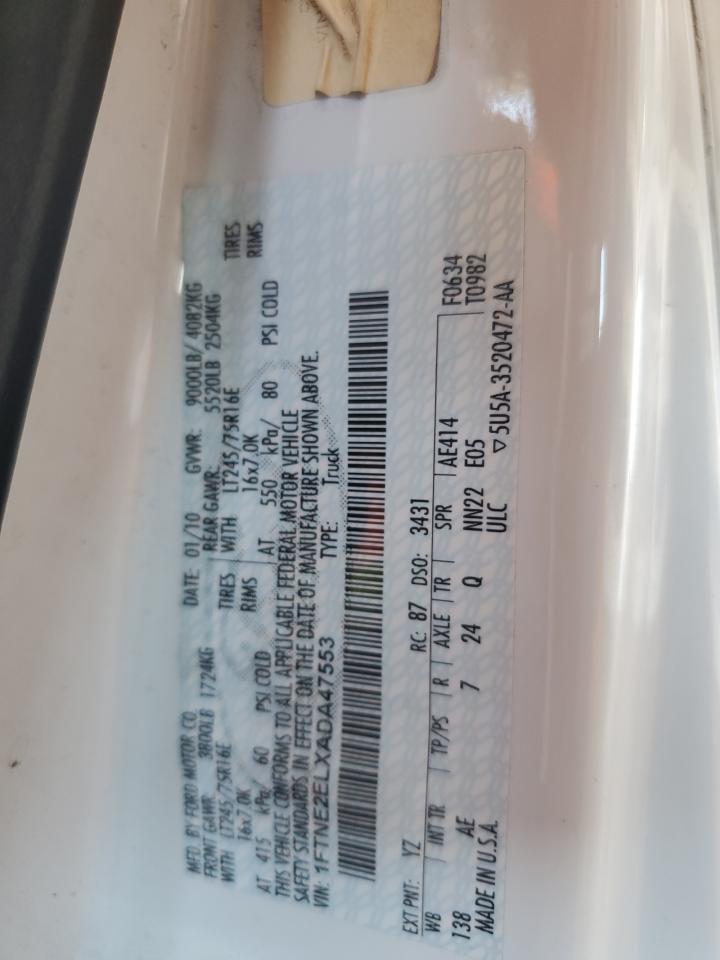 MFD. BY FORD MOTOR CO. DATE: 01/10 GVWR: 9000LB/ 4082KG
FRONT GAWR: 3800LB 1724KG REAR GAWR: 5520LB 2504KG
WITH LT245/75R16E TIRES WITH LT245/75R16E TIRES
16x7.0K RIMS 16x7.0K RIMS
AT 415 kPa/ 60 PSI COLD AT 550 kPa/ 80 PSI COLD
THIS VEHICLE CONFORMS TO ALL APPLICABLE FEDERAL MOTOR VEHICLE
SAFETY STANDARDS IN EFFECT ON THE DATE OF MANUFACTURE SHOWN ABOVE.
VIN: 1FTNE2ELXADA47553 TYPE: Truck
EXT PNT: YZ RC: 87 DSO: 3431
WB INT TR TP/PS R AXLE TR SPR AE414 F0634
138 AE 7 24 Q NN22 E05 T0982
MADE IN U.S.A. ULC ▽5U5A-3520472-AA